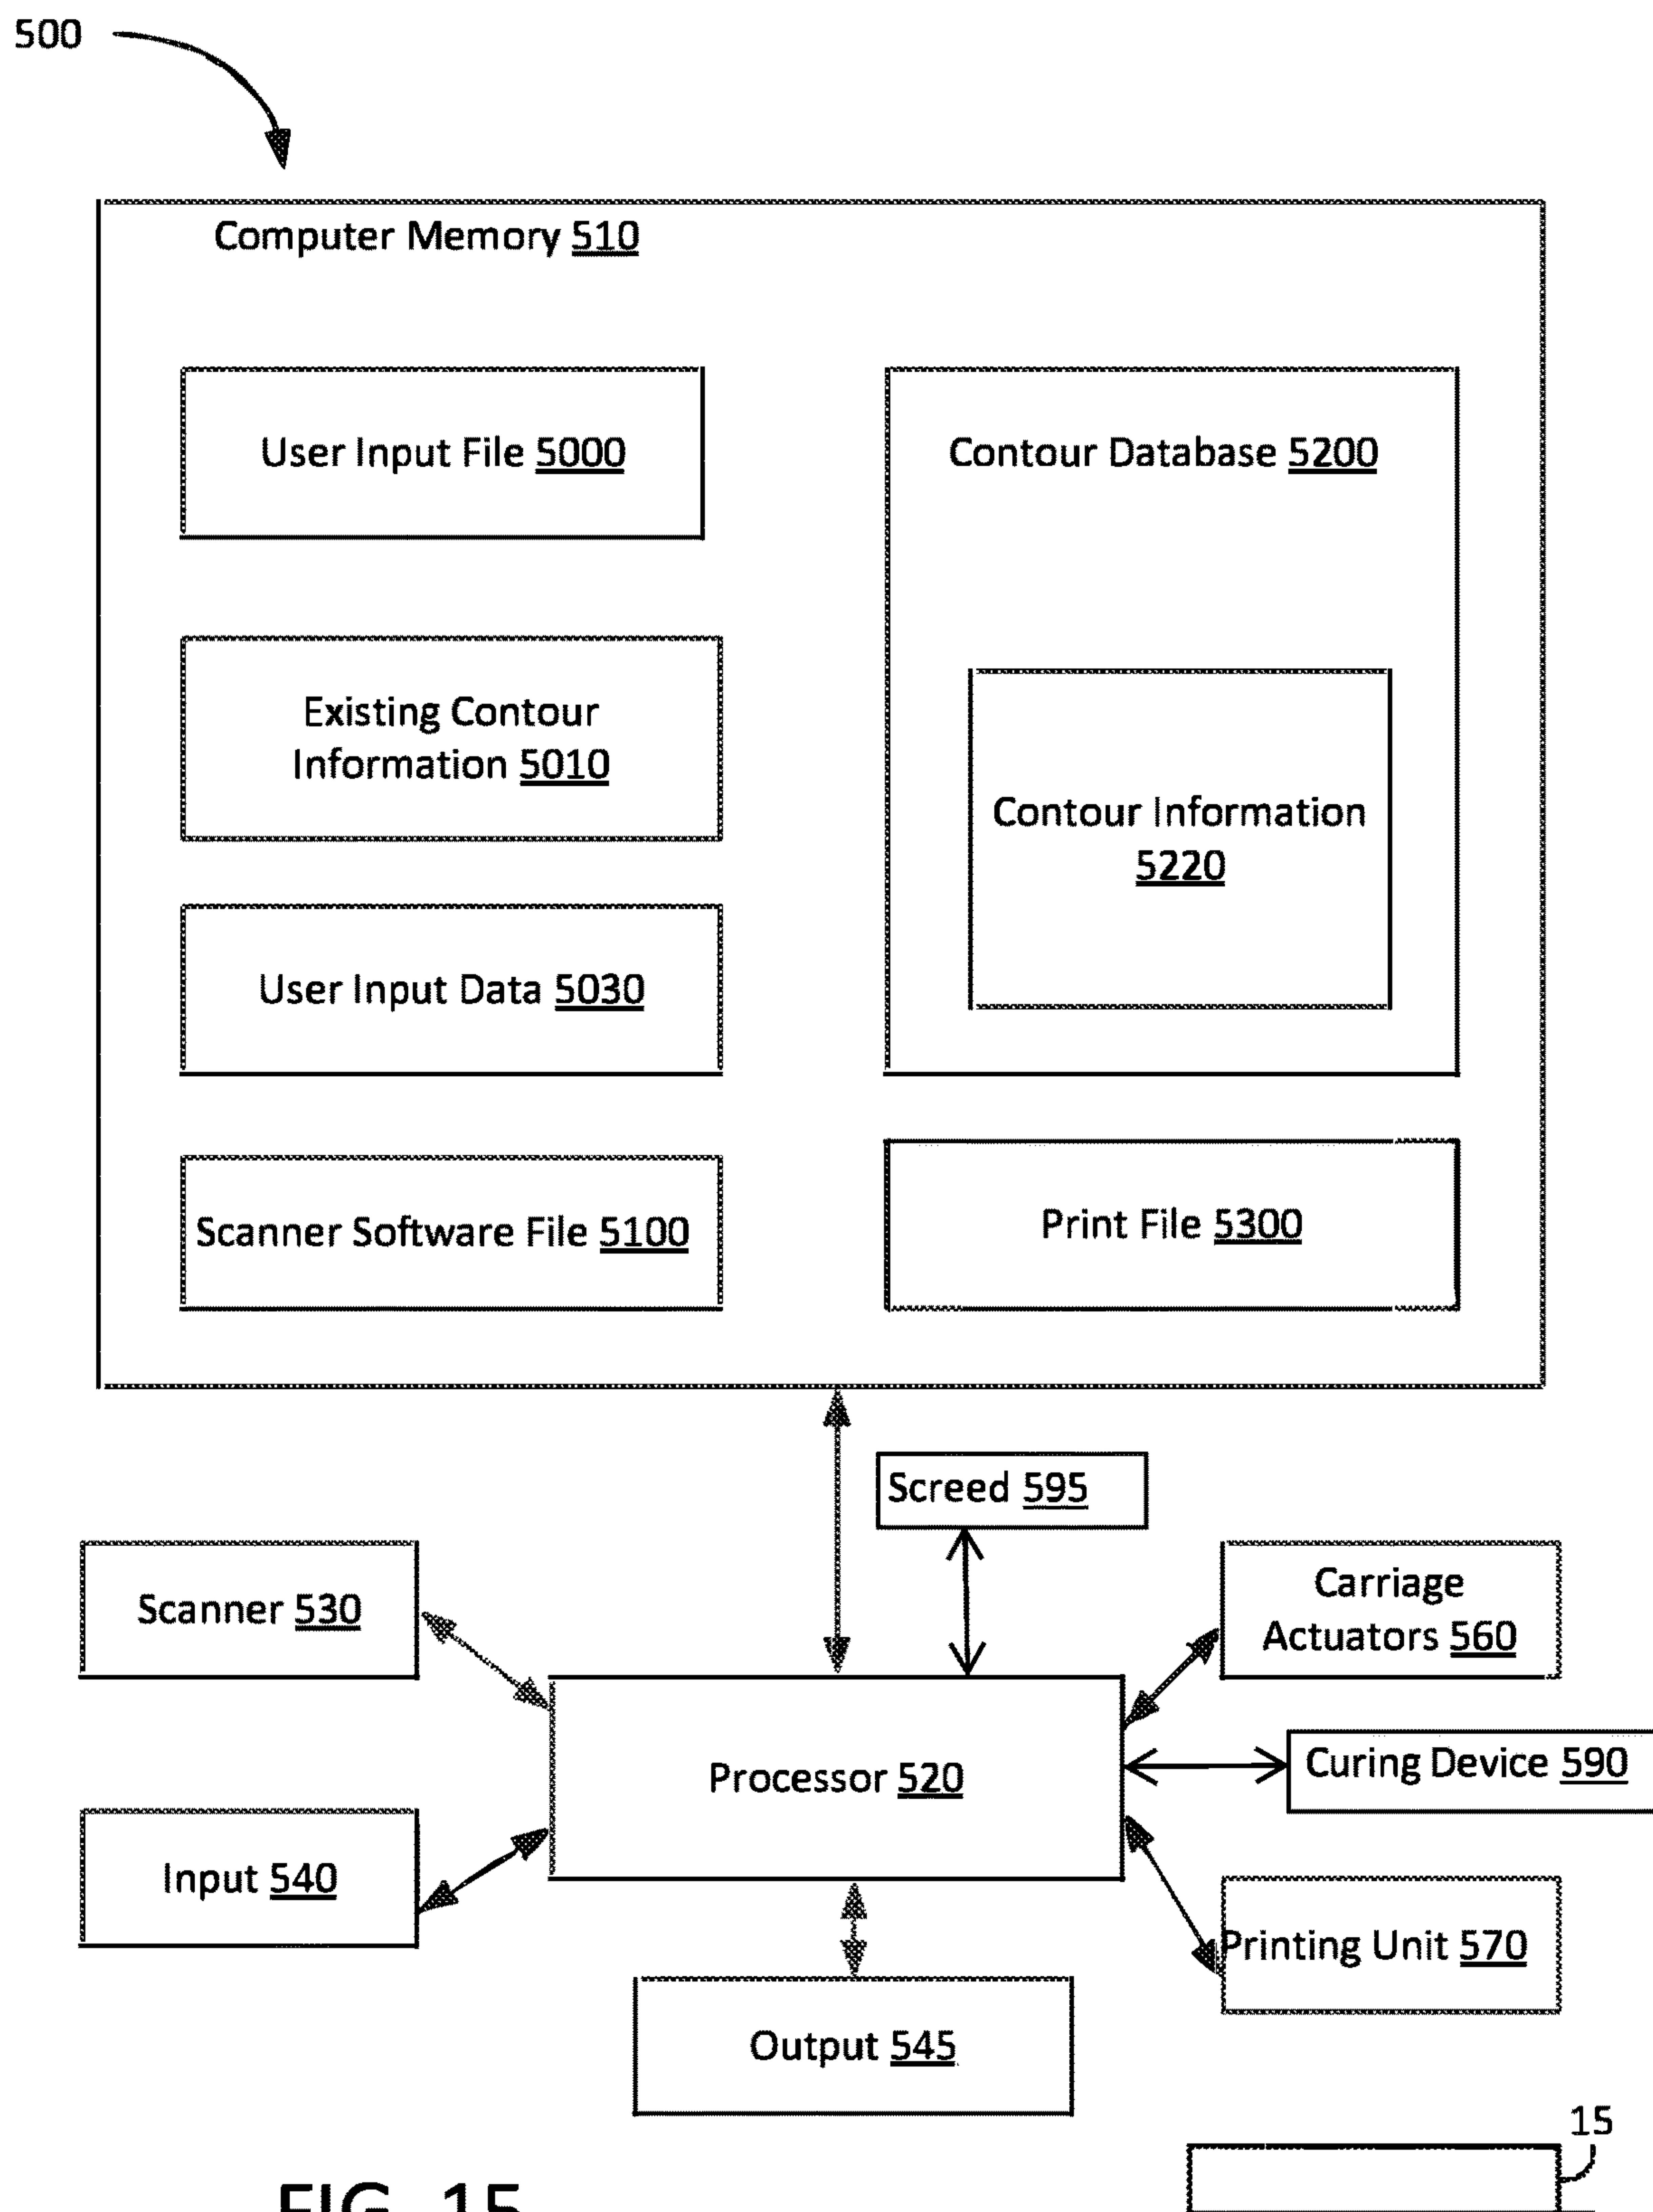 500
Computer Memory 510
User Input File 5000
Contour Database 5200
Existing Contour
Information 5010
Contour Information
5220
User Input Data 5030
Scanner Software File 5100
Print File 5300
Screed 595
Scanner 530
Carriage
Actuators 560
Processor 520
Curing Device 590
Input 540
Printing Unit 570
Output 545
15
FIG. 15